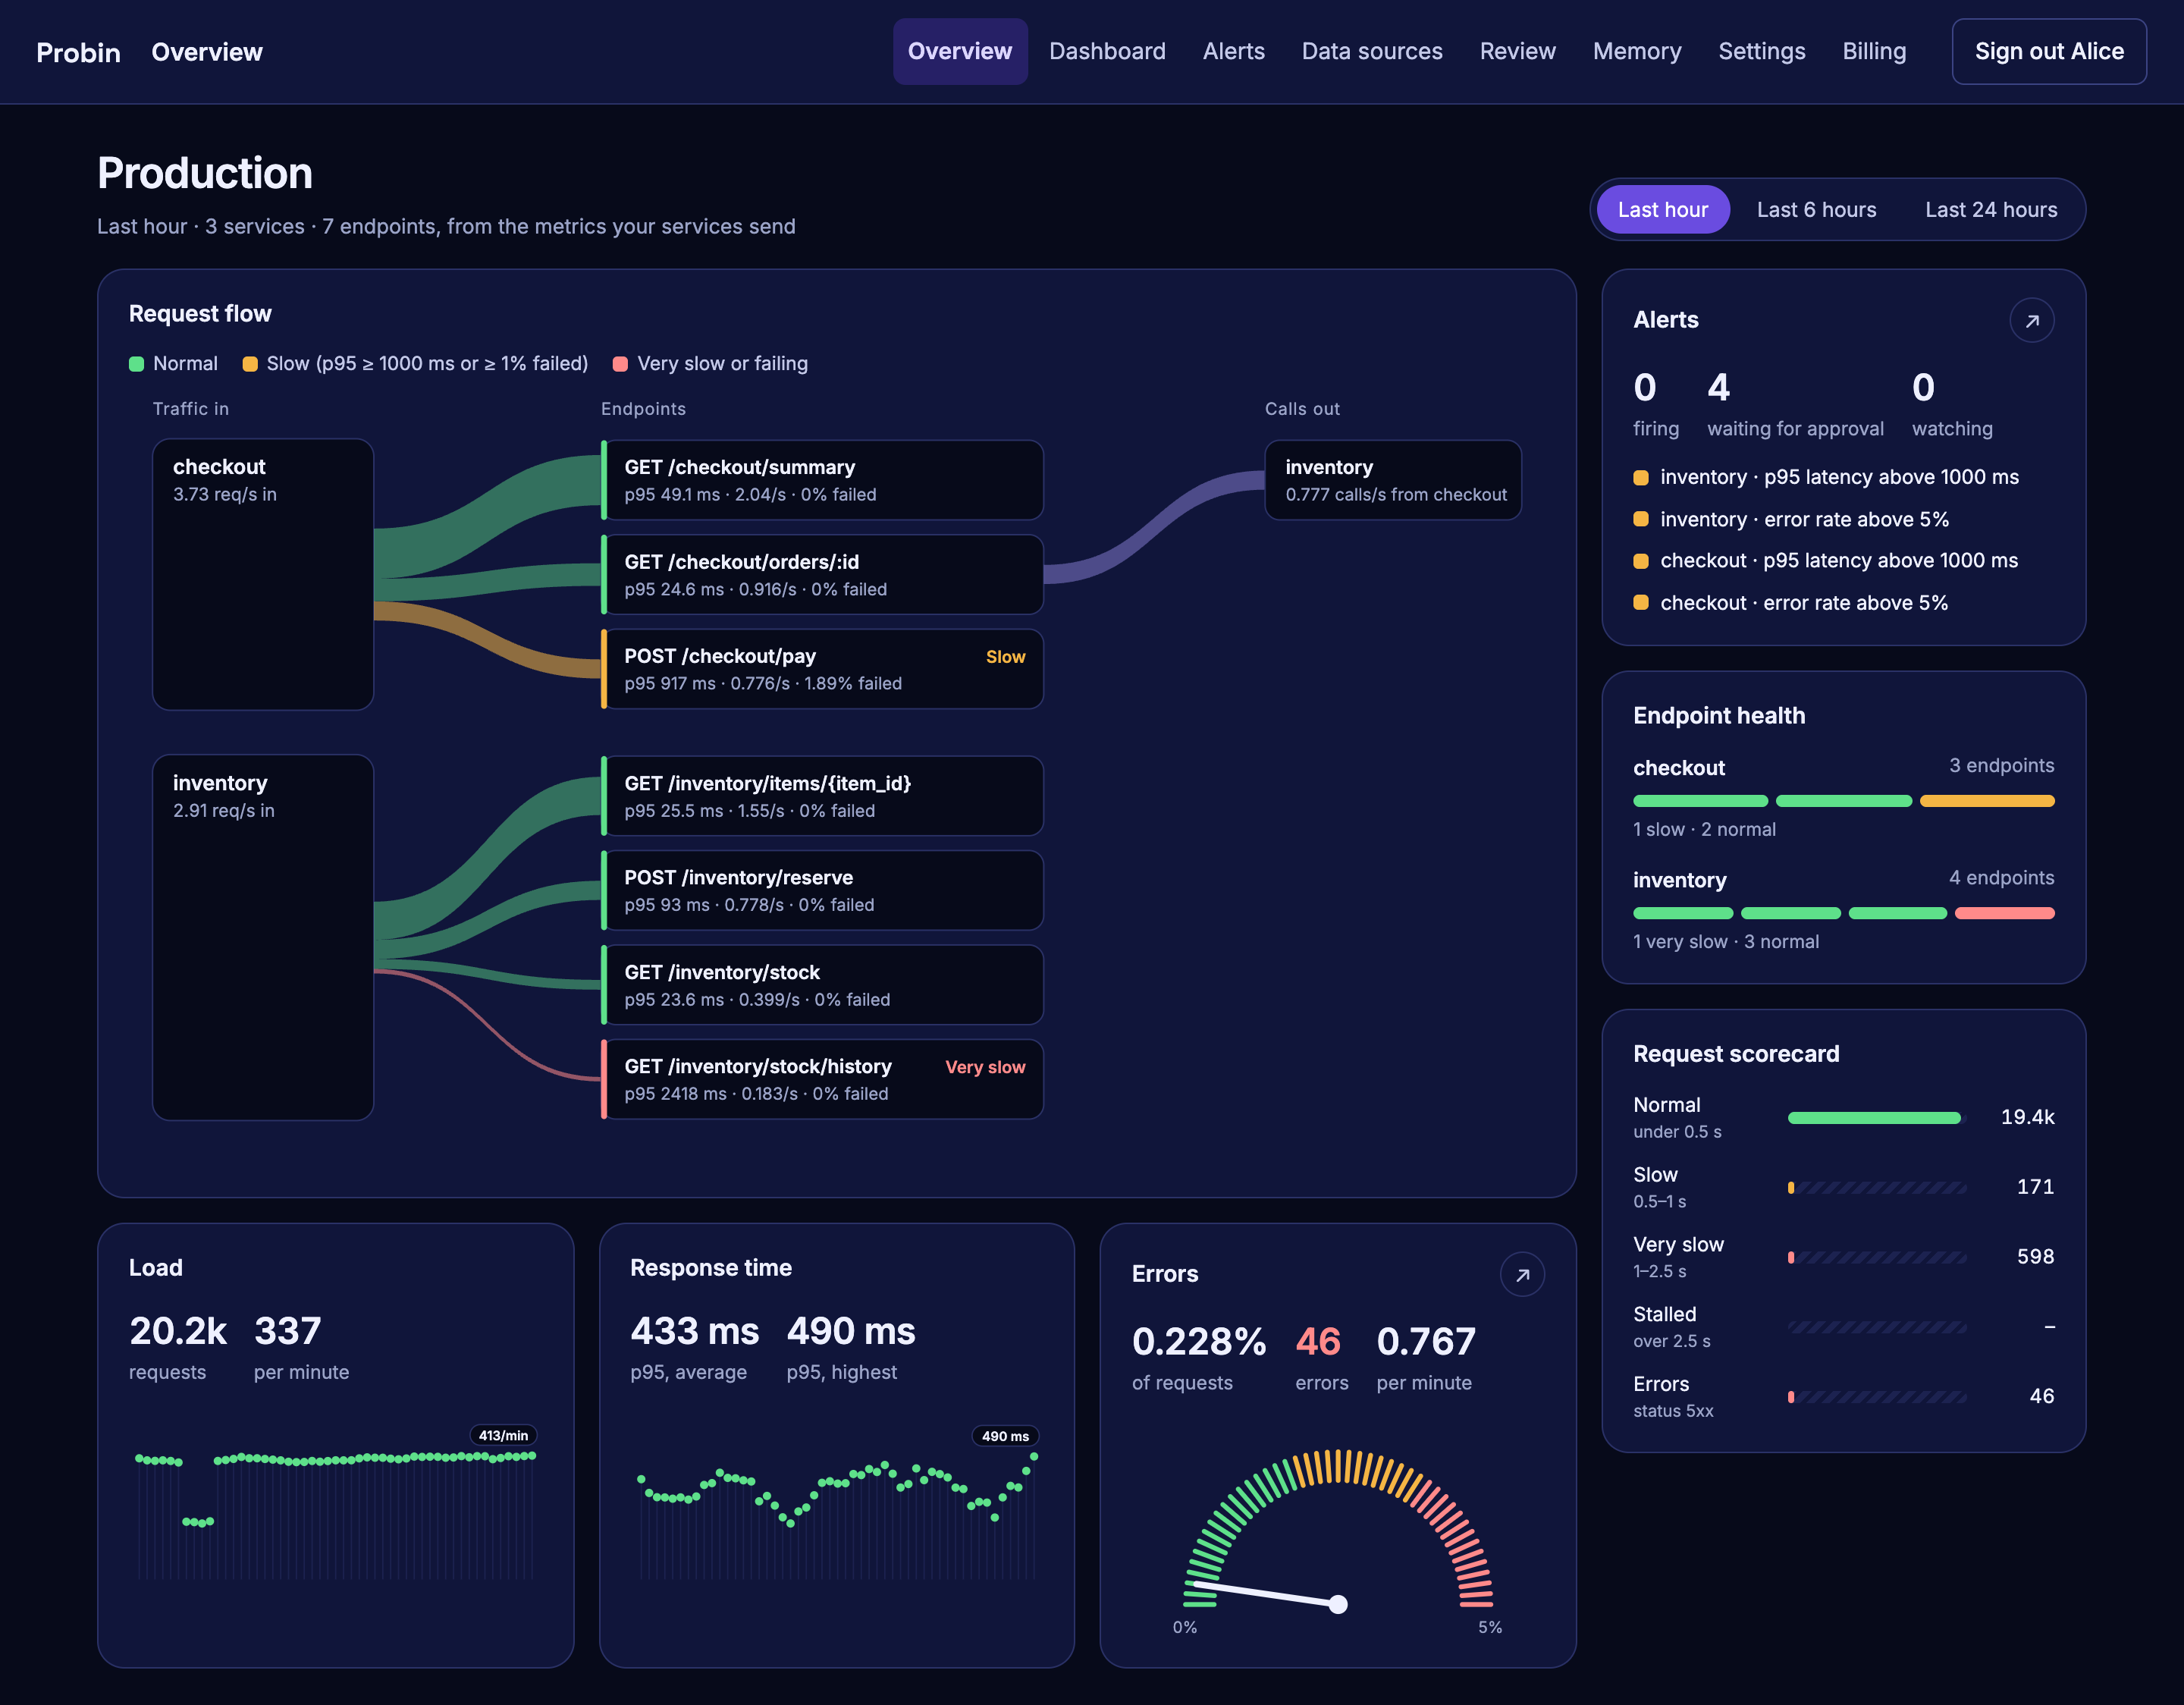 Probin Overview Overview Dashboard Alerts Data sources Review Memory Settings Billing Sign out Alice
Production
Last hour · 3 services · 7 endpoints, from the metrics your services send
Last hour Last 6 hours Last 24 hours
Request flow
Normal Slow (p95 ≥ 1000 ms or ≥ 1% failed) Very slow or failing
Traffic in Endpoints Calls out
checkout
3.73 req/s in
GET /checkout/summary
p95 49.1 ms · 2.04/s · 0% failed
inventory
0.777 calls/s from checkout
GET /checkout/orders/:id
p95 24.6 ms · 0.916/s · 0% failed
POST /checkout/pay Slow
p95 917 ms · 0.776/s · 1.89% failed
inventory
2.91 req/s in
GET /inventory/items/{item_id}
p95 25.5 ms · 1.55/s · 0% failed
POST /inventory/reserve
p95 93 ms · 0.778/s · 0% failed
GET /inventory/stock
p95 23.6 ms · 0.399/s · 0% failed
GET /inventory/stock/history Very slow
p95 2418 ms · 0.183/s · 0% failed
Alerts
0 4 0
firing waiting for approval watching
inventory · p95 latency above 1000 ms
inventory · error rate above 5%
checkout · p95 latency above 1000 ms
checkout · error rate above 5%
Endpoint health
checkout 3 endpoints
1 slow · 2 normal
inventory 4 endpoints
1 very slow · 3 normal
Request scorecard
Normal
under 0.5 s
19.4k
Slow
0.5–1 s
171
Very slow
1–2.5 s
598
Stalled
over 2.5 s
–
Errors
status 5xx
46
Load
20.2k 337
requests per minute
413/min
Response time
433 ms 490 ms
p95, average p95, highest
490 ms
Errors
0.228% 46 0.767
of requests errors per minute
0% 5%